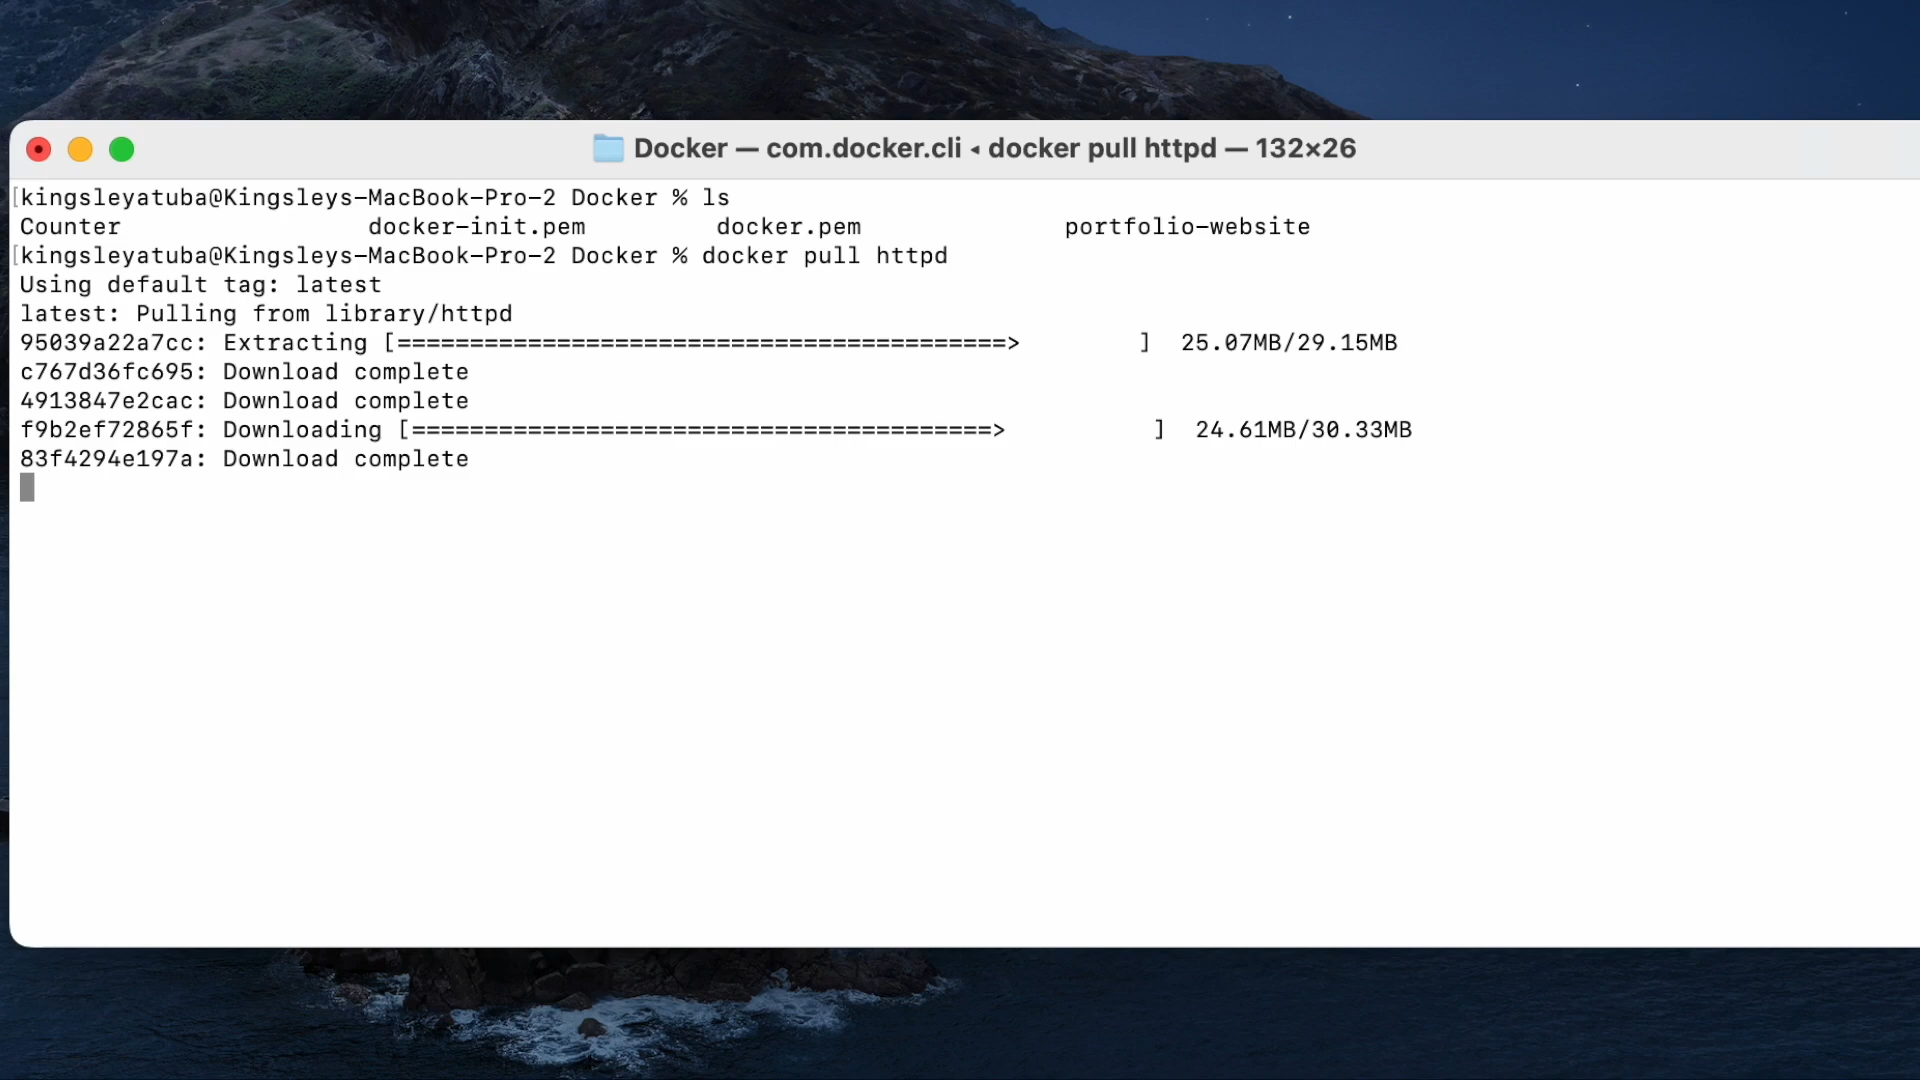 Docker — com.docker.cli ◂ docker pull httpd — 132×26
[kingsleyatuba@Kingsleys-MacBook-Pro-2 Docker % ls
Counter docker-init.pem docker.pem portfolio-website
[kingsleyatuba@Kingsleys-MacBook-Pro-2 Docker % docker pull httpd
Using default tag: latest
latest: Pulling from library/httpd
95039a22a7cc: Extracting [==========================================>        ]  25.07MB/29.15MB
c767d36fc695: Download complete
4913847e2cac: Download complete
f9b2ef72865f: Downloading [========================================>          ]  24.61MB/30.33MB
83f4294e197a: Download complete